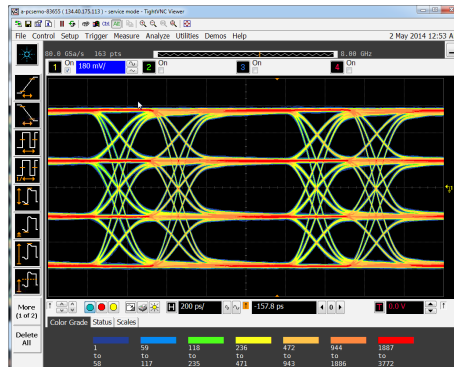 a-pcsemo-83655 ( 134.40.175.113 ) - service mode - TightVNC Viewer
File Control Setup Trigger Measure Analyze Utilities Demos Help 2 May 2014 12:53 A
80.0 GSa/s 163 pts 8.00 GHz
1 On 180 mV/ 2 On 3 On 4 On
More
(1 of 2)
Delete
All
H 200 ps/ -157.8 ps 0 T 0.0 V
Color Grade Status Scales
1 59 118 236 472 944 1887
to to to to to to to
58 117 235 471 943 1886 3772